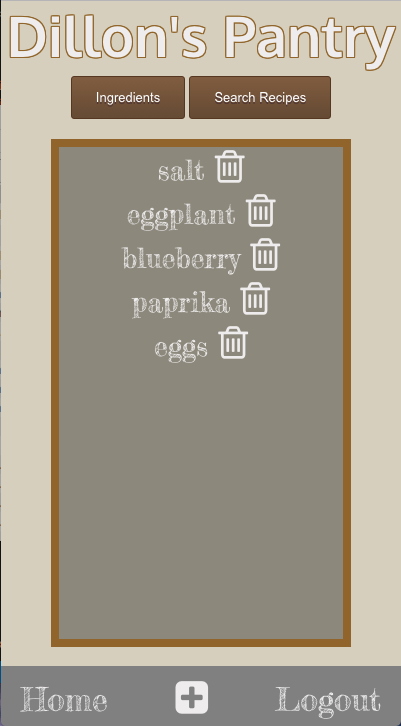 Dillon's Pantry
Ingredients Search Recipes
salt
eggplant
blueberry
paprika
eggs
Home Logout